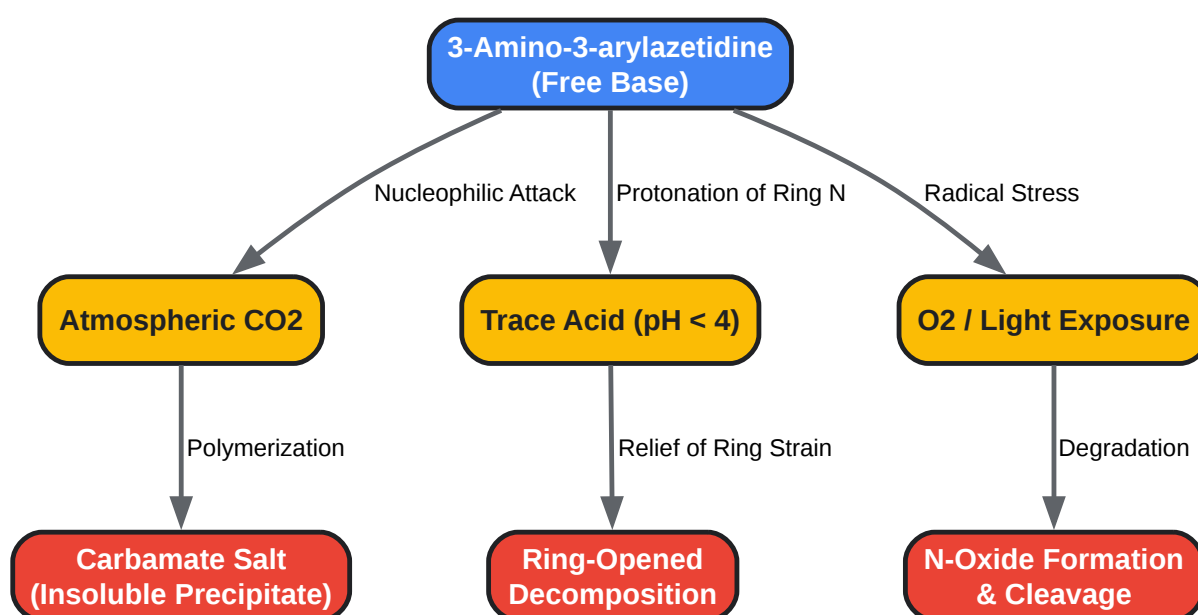 3-Amino-3-arylazetidine
(Free Base)
Nucleophilic Attack
Protonation of Ring N
Radical Stress
Atmospheric CO2
Trace Acid (pH < 4)
O2 / Light Exposure
Polymerization
Relief of Ring Strain
Degradation
Carbamate Salt
(Insoluble Precipitate)
Ring-Opened
Decomposition
N-Oxide Formation
& Cleavage